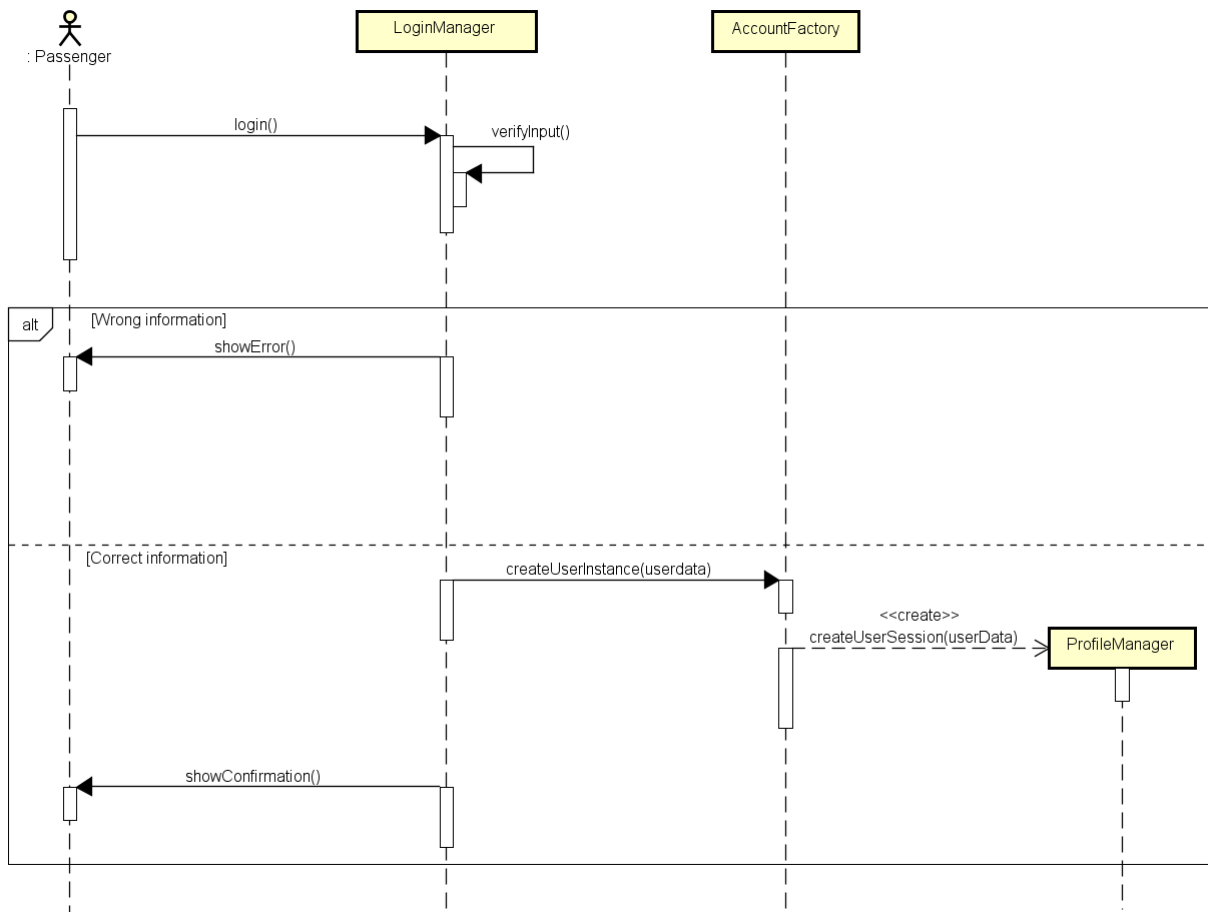 : Passenger
LoginManager
AccountFactory
login()
verifyInput()
alt
[Wrong information]
showError()
[Correct information]
createUserInstance(userdata)
<<create>>
createUserSession(userData)
ProfileManager
showConfirmation()